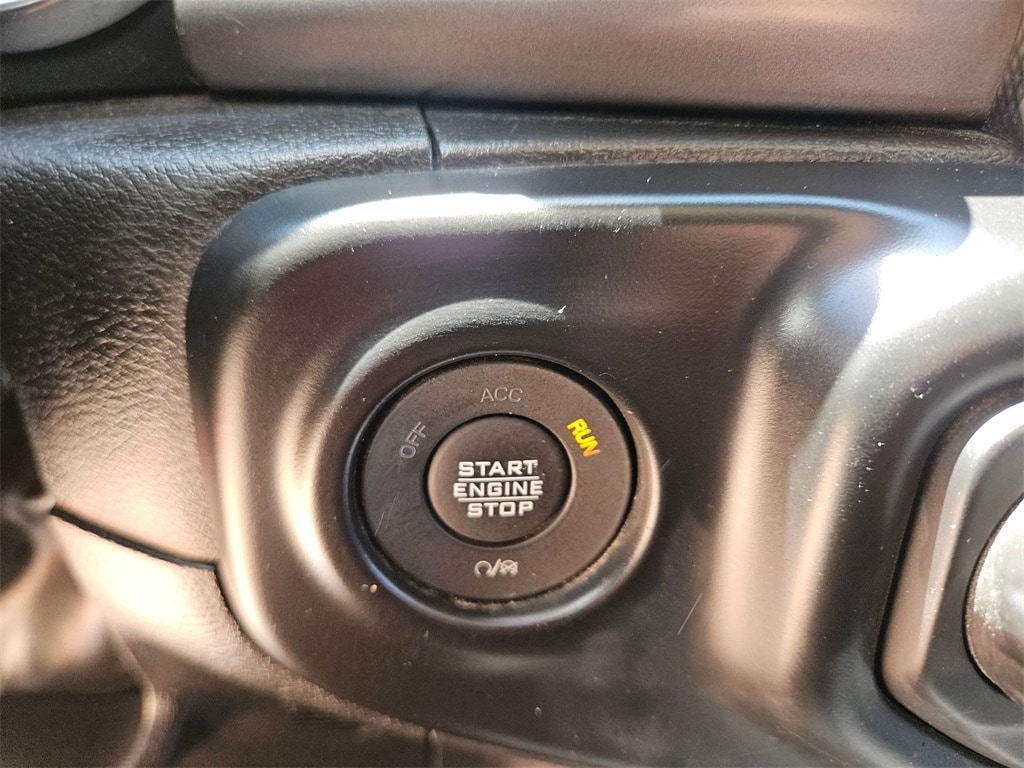 ACC
OFF
RUN
START
ENGINE
STOP